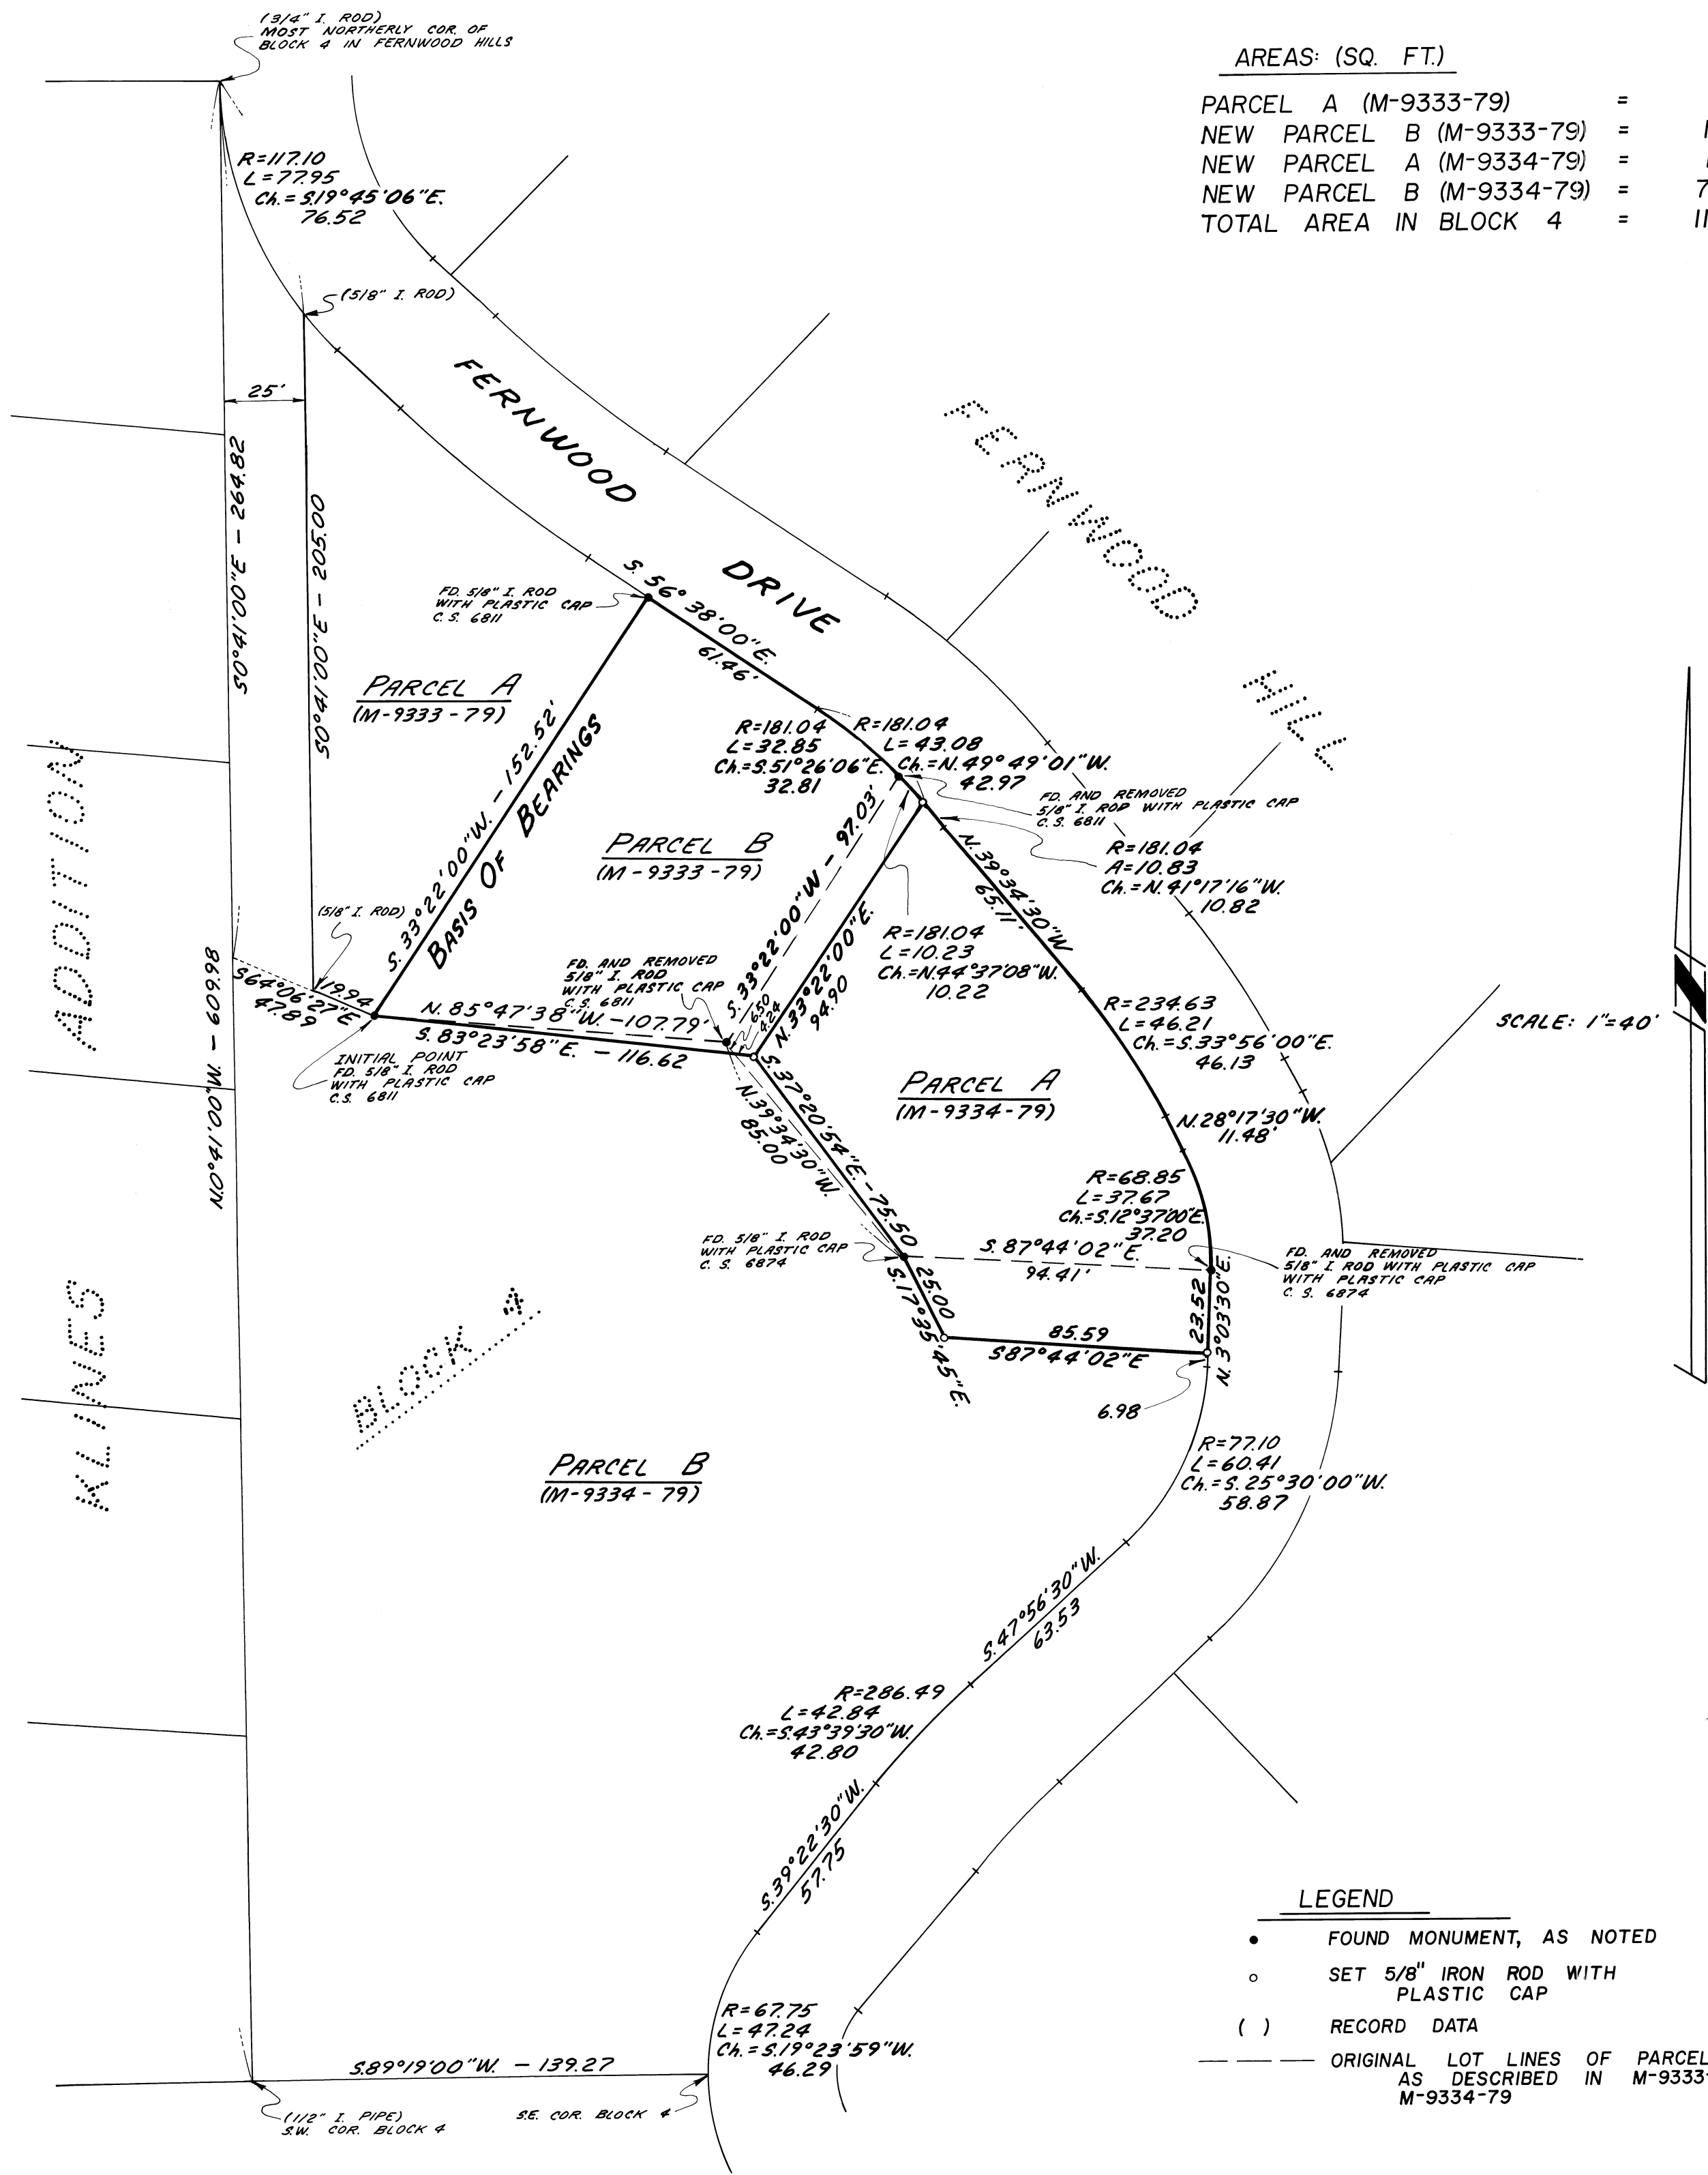 (3/4" I. ROD)
MOST NORTHERLY COR. OF
BLOCK 4 IN FERNWOOD HILLS
AREAS: (SQ. FT.)
PARCEL A (M-9333-79) =
NEW PARCEL B (M-9333-79) =
NEW PARCEL A (M-9334-79) =
NEW PARCEL B (M-9334-79) = 7
TOTAL AREA IN BLOCK 4 = 11
R=117.10
L=77.95
Ch.= S.19°45'06"E.
76.52
(5/8" I. ROD)
25'
S0°41'00"E - 264.82
S0°41'00"E - 205.00
FERNWOOD
DRIVE
FERNWOOD
HILL
FD. 5/8" I. ROD
WITH PLASTIC CAP
C. S. 6811
S. 56°38'00"E.
61.46'
PARCEL A
(M-9333-79)
S. 33°22'00"W. - 152.52'
BASIS OF BEARINGS
R=181.04
L=32.85
Ch.=S.51°26'06"E.
32.81
R=181.04
L=43.08
Ch.=N.49°49'01"W.
42.97
FD. AND REMOVED
5/8" I. ROD WITH PLASTIC CAP
C. S. 6811
R=181.04
A=10.83
Ch.=N.41°17'16"W.
10.82
PARCEL B
(M-9333-79)
S. 33°22'00"W - 97.03'
N.39°34'30"W
65.11'
R=181.04
L=10.23
Ch.=N.44°37'08"W.
10.22
N.33°22'00"E.
94.90
(5/8" I. ROD)
FD. AND REMOVED
5/8" I. ROD
WITH PLASTIC CAP
C.S. 6811
6.50
4.24
19.94
S64°06'27"E
47.89
N. 85°47'38"W. -107.79'
S. 83°23'58"E. - 116.62
INITIAL POINT
FD. 5/8" I. ROD
WITH PLASTIC CAP
C.S. 6811
N.0°41'00"W - 609.98
KLINES ADDITION
R=234.63
L=46.21
Ch.=S.33°56'00"E.
46.13
SCALE: 1"=40'
N
PARCEL A
(M-9334-79)
N.28°17'30"W.
11.48'
S.37°20'54"E.-75.50
N.39°34'30"W.
85.00
R=68.85
L=37.67
Ch.=S.12°37'00"E.
37.20
FD. 5/8" I. ROD
WITH PLASTIC CAP
C. S. 6874
S. 87°44'02"E.
94.41'
FD. AND REMOVED
5/8" I. ROD WITH PLASTIC CAP
WITH PLASTIC CAP
C. S. 6874
25.00
S.17°35'45"E.
23.52
N.3°03'30"E.
85.59
S87°44'02"E
6.98
BLOCK 4
R=77.10
L=60.41
Ch.=S.25°30'00"W.
58.87
PARCEL B
(M-9334-79)
S.47°56'30"W.
63.53
R=286.49
L=42.84
Ch.=S.43°39'30"W.
42.80
S.39°22'30"W.
57.75
LEGEND
FOUND MONUMENT, AS NOTED
SET 5/8" IRON ROD WITH
PLASTIC CAP
( ) RECORD DATA
ORIGINAL LOT LINES OF PARCEL
AS DESCRIBED IN M-9333-
M-9334-79
R=67.75
L=47.24
Ch.=S.19°23'59"W.
46.29
S.89°19'00"W. - 139.27
(1/2" I. PIPE)
S.W. COR. BLOCK 4
S.E. COR. BLOCK 4